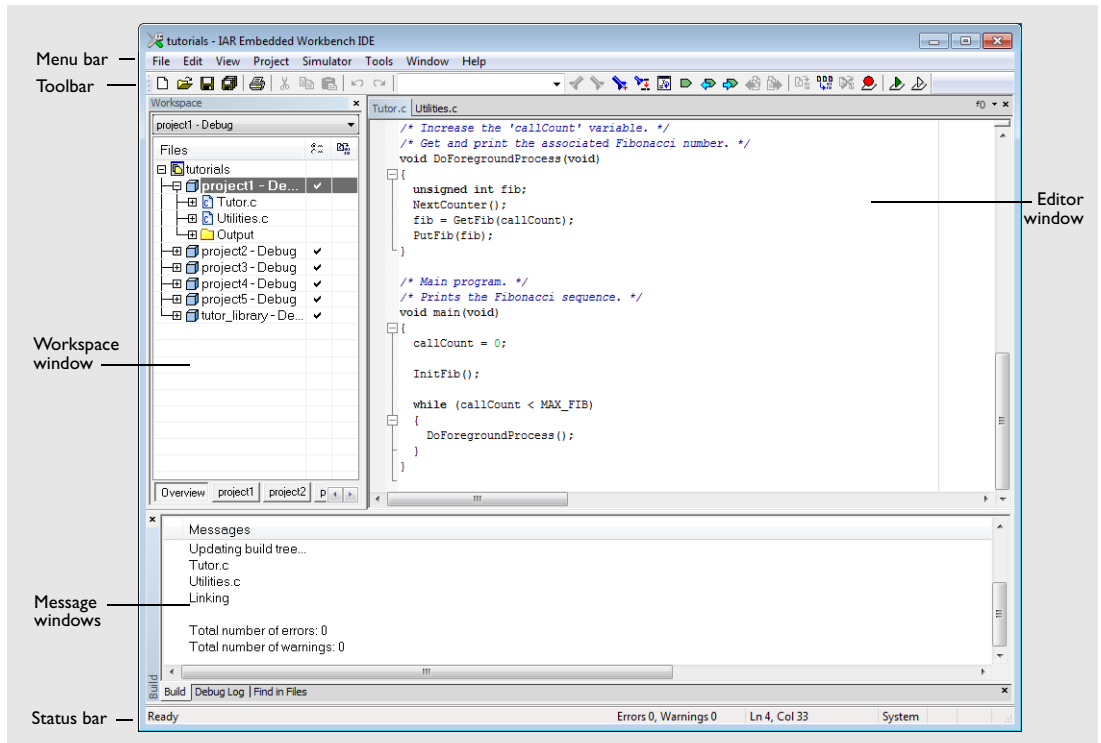 tutorials - IAR Embedded Workbench IDE
Menu bar
File Edit View Project Simulator Tools Window Help
Toolbar
Workspace
project1 - Debug
Files
tutorials
project1 - De...
Tutor.c
Utilities.c
Output
project2 - Debug
project3 - Debug
project4 - Debug
project5 - Debug
tutor_library - De...
Workspace
window
Overview project1 project2 p
Tutor.c Utilities.c
f0
/* Increase the 'callCount' variable. */
/* Get and print the associated Fibonacci number. */
void DoForegroundProcess(void)
{
unsigned int fib;
NextCounter();
fib = GetFib(callCount);
PutFib(fib);
}
/* Main program. */
/* Prints the Fibonacci sequence. */
void main(void)
{
callCount = 0;
InitFib();
while (callCount < MAX_FIB)
{
DoForegroundProcess();
}
}
Editor
window
Messages
Updating build tree...
Tutor.c
Utilities.c
Linking
Total number of errors: 0
Total number of warnings: 0
Message
windows
Build
Build Debug Log Find in Files
Status bar
Ready Errors 0, Warnings 0 Ln 4, Col 33 System